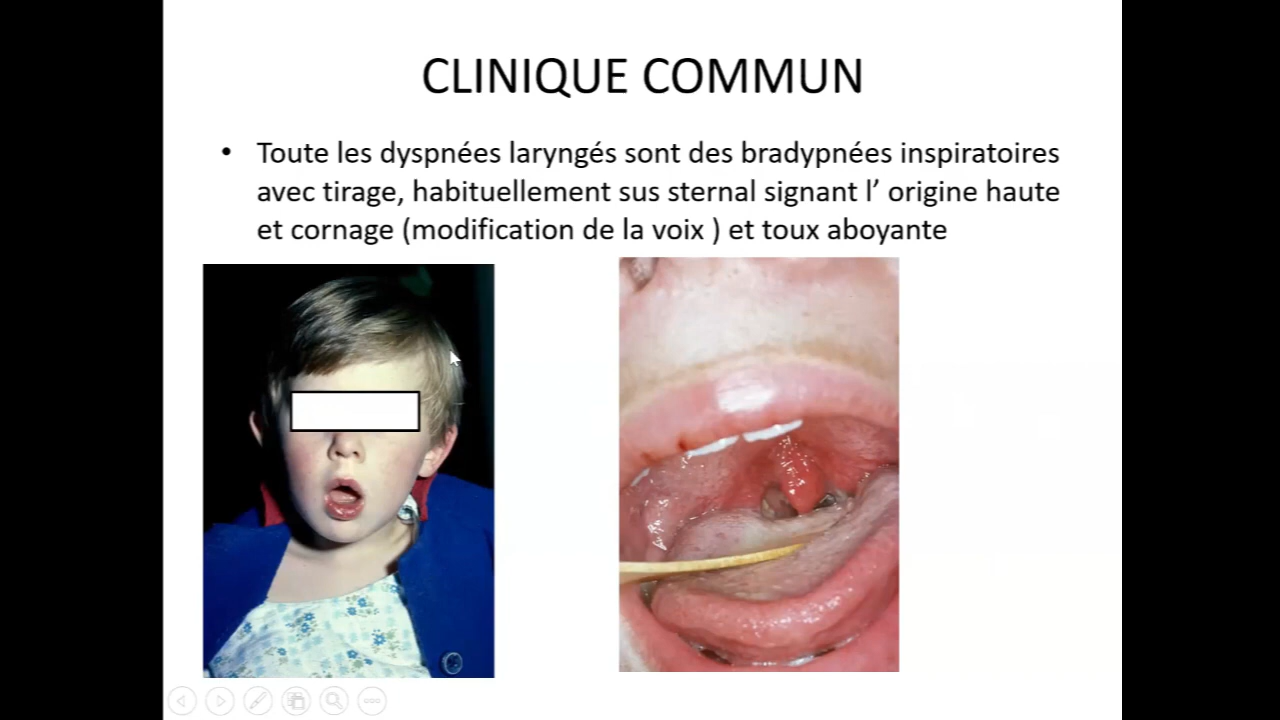 CLINIQUE COMMUN
• Toute les dyspnées laryngés sont des bradypnées inspiratoires
avec tirage, habituellement sus sternal signant l’ origine haute
et cornage (modification de la voix ) et toux aboyante